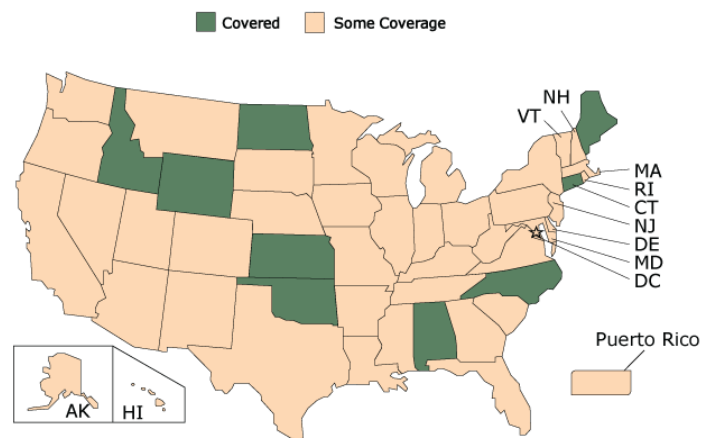 Covered
Some Coverage
NH
VT
MA
RI
CT
NJ
DE
MD
DC
Puerto Rico
AK
HI